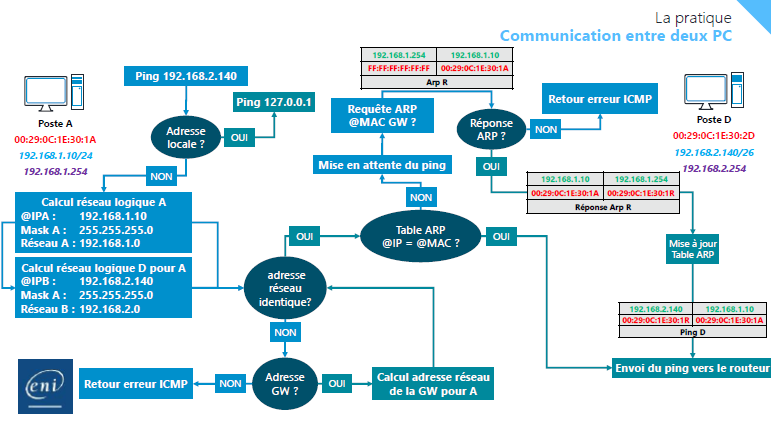 La pratique
Communication entre deux PC
Poste A
00:29:0C:1E:30:1A
192.168.1.10/24
192.168.1.254
Ping 192.168.2.140
Adresse
locale ?
OUI
Ping 127.0.0.1
NON
Calcul réseau logique A
@IPA : 192.168.1.10
Mask A : 255.255.255.0
Réseau A : 192.168.1.0
Calcul réseau logique D pour A
@IPB : 192.168.2.140
Mask A : 255.255.255.0
Réseau B : 192.168.2.0
adresse
réseau
identique?
OUI
NON
Adresse
GW ?
NON
Retour erreur ICMP
OUI
Calcul adresse réseau
de la GW pour A
Table ARP
@IP = @MAC ?
NON
OUI
Mise en attente du ping
Requête ARP
@MAC GW ?
192.168.1.254 192.168.1.10
FF:FF:FF:FF:FF:FF 00:29:0C:1E:30:1A
Arp R
Réponse
ARP ?
NON
Retour erreur ICMP
OUI
192.168.1.10 192.168.1.254
00:29:0C:1E:30:1A 00:29:0C:1E:30:1R
Réponse Arp R
Poste D
00:29:0C:1E:30:2D
192.168.2.140/26
192.168.2.254
Mise à jour
Table ARP
192.168.2.140 192.168.1.10
00:29:0C:1E:30:1R 00:29:0C:1E:30:1A
Ping D
Envoi du ping vers le routeur
eni